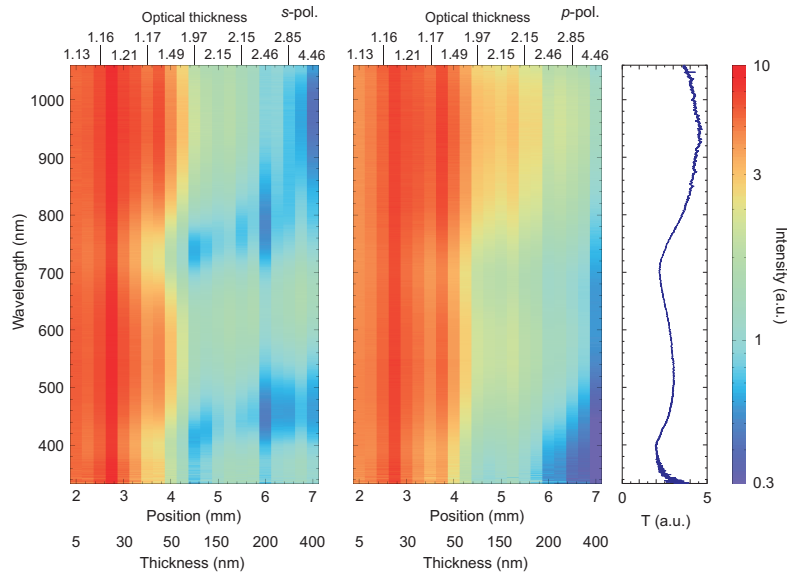 Optical thickness s-pol.
1.16 1.17 1.97 2.15 2.85
1.13 1.21 1.49 2.15 2.46 4.46
Optical thickness p-pol.
1.16 1.17 1.97 2.15 2.85
1.13 1.21 1.49 2.15 2.46 4.46
Wavelength (nm)
1000
900
800
700
600
500
400
2 3 4 5 6 7
Position (mm)
5 30 50 150 200 400
Thickness (nm)
2 3 4 5 6 7
Position (mm)
5 30 50 150 200 400
Thickness (nm)
0 5
T (a.u.)
10
3
1
0.3
Intensity (a.u.)